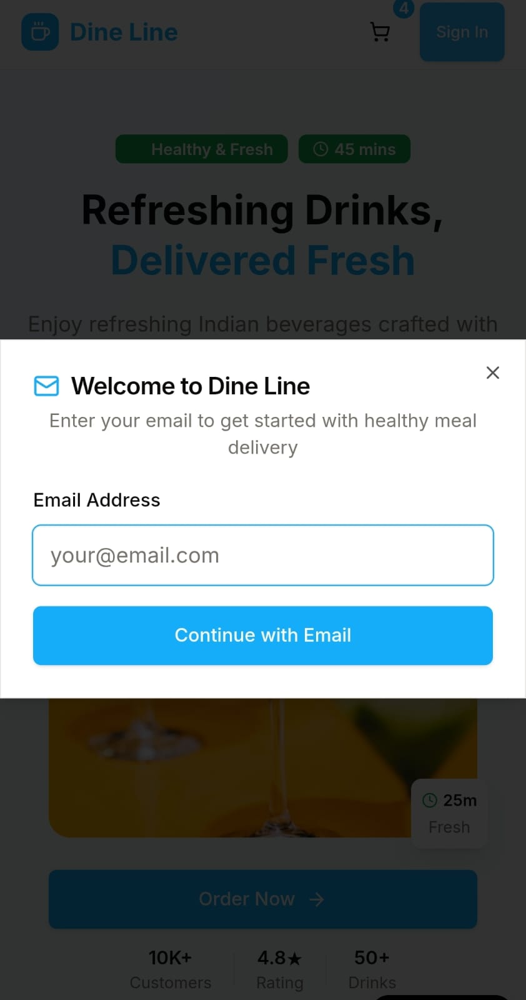 Dine Line
4
Sign In
Healthy & Fresh
45 mins
Refreshing Drinks,
Delivered Fresh
Enjoy refreshing Indian beverages crafted with
Welcome to Dine Line
Enter your email to get started with healthy meal
delivery
Email Address
your@email.com
Continue with Email
25m
Fresh
Order Now →
10K+
Customers
4.8★
Rating
50+
Drinks